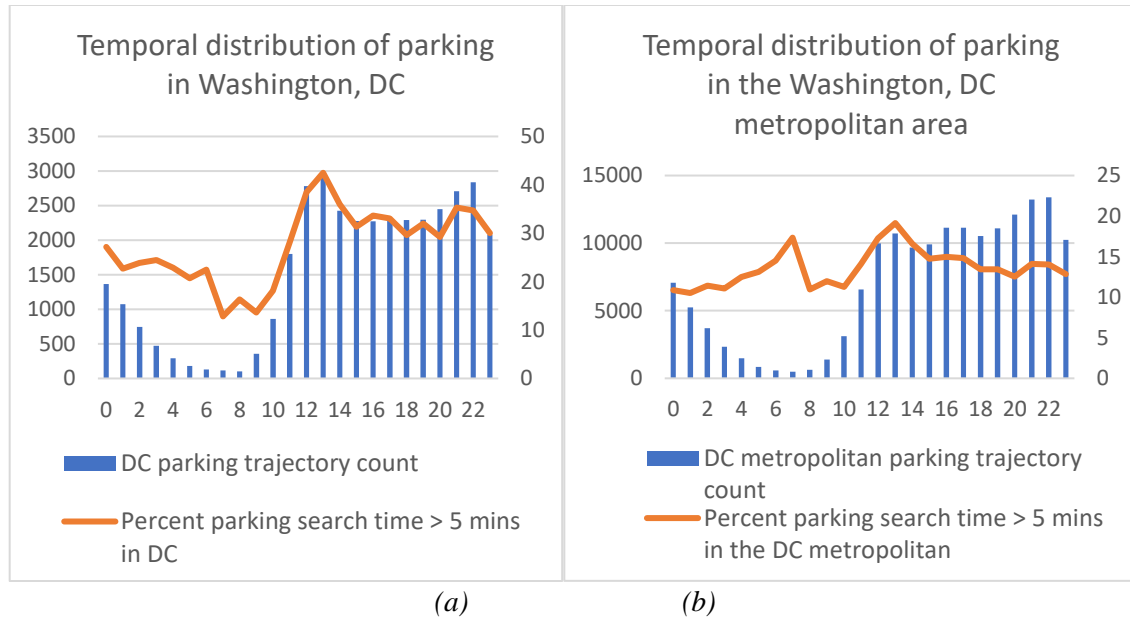 Temporal distribution of parking
in Washington, DC
3500
3000
2500
2000
1500
1000
500
0
50
40
30
20
10
0
0 2 4 6 8 10 12 14 16 18 20 22
DC parking trajectory count
Percent parking search time > 5 mins
in DC
Temporal distribution of parking
in the Washington, DC
metropolitan area
15000
10000
5000
0
25
20
15
10
5
0
0 2 4 6 8 10 12 14 16 18 20 22
DC metropolitan parking trajectory
count
Percent parking search time > 5 mins
in the DC metropolitan
(a) (b)